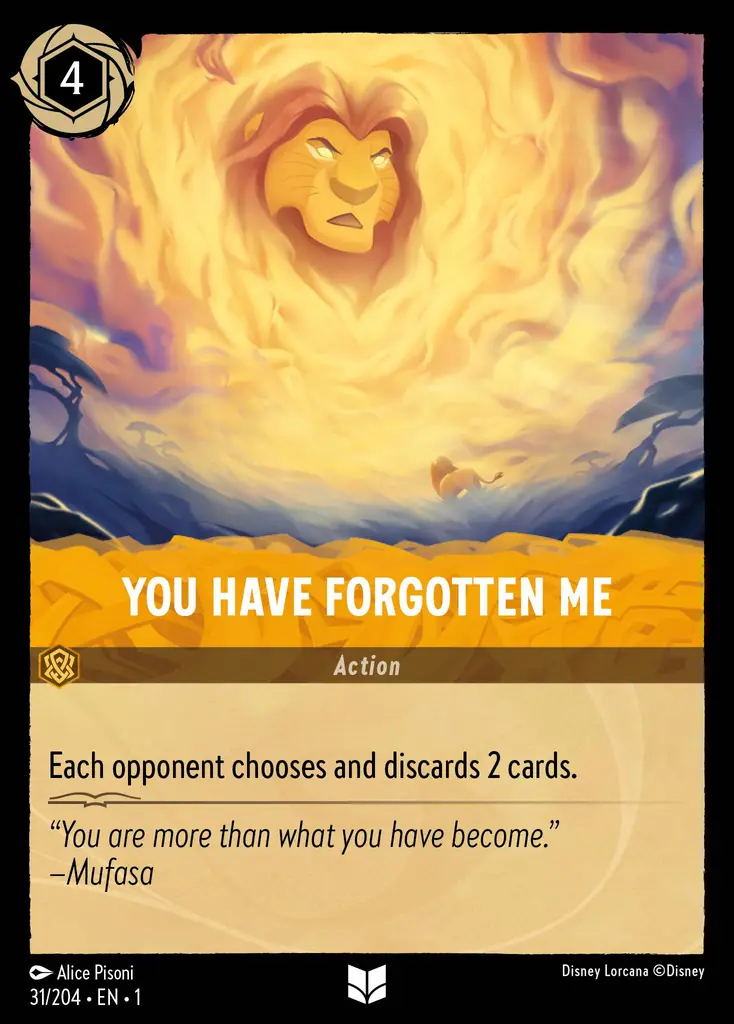 4
YOU HAVE FORGOTTEN ME
Action
Each opponent chooses and discards 2 cards.
“You are more than what you have become.”
–Mufasa
Alice Pisoni
Disney Lorcana ©Disney
31/204 • EN • 1